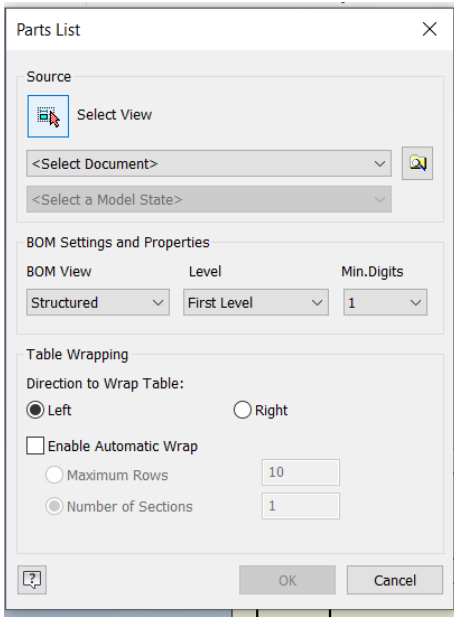 Parts List
Source
Select View
<Select Document>
<Select a Model State>
BOM Settings and Properties
BOM View Level Min.Digits
Structured First Level 1
Table Wrapping
Direction to Wrap Table:
Left Right
Enable Automatic Wrap
Maximum Rows 10
Number of Sections 1
? OK Cancel